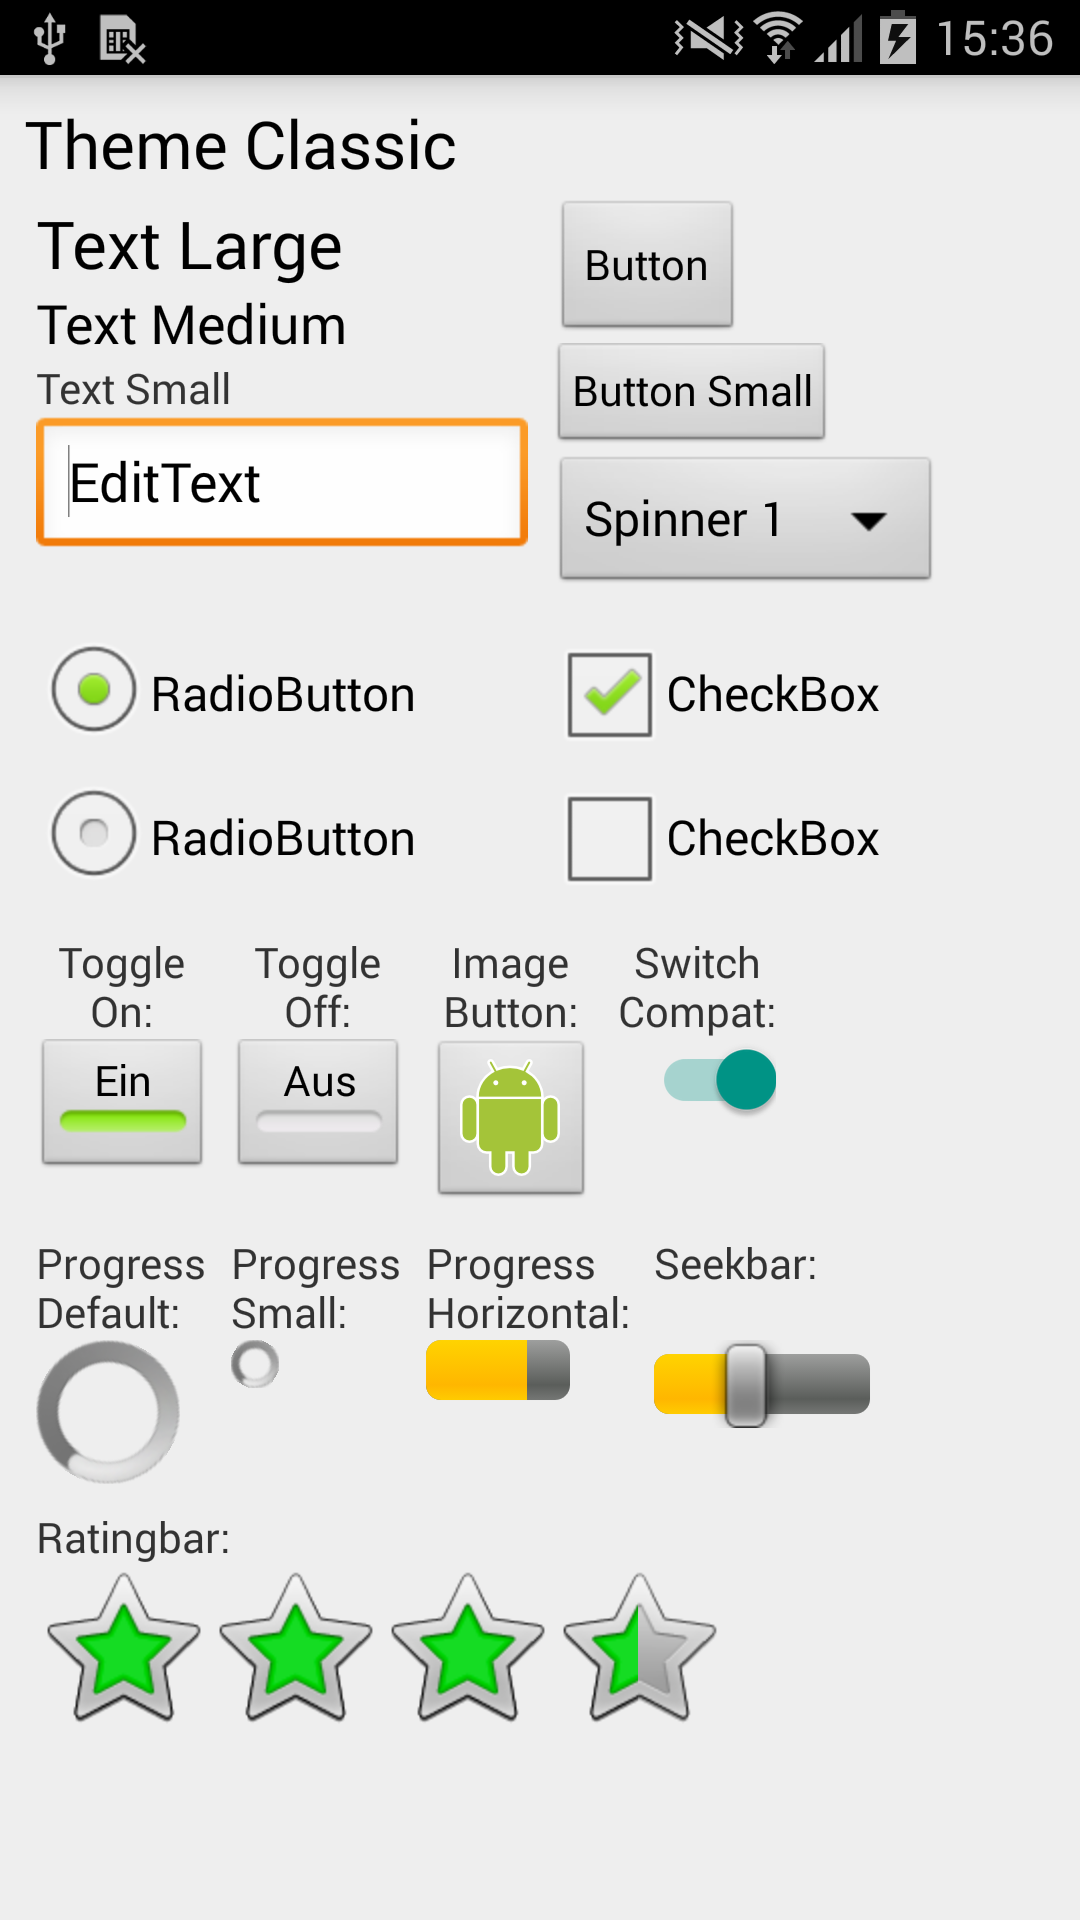 15:36
Theme Classic
Text Large
Button
Text Medium
Text Small
Button Small
EditText
Spinner 1
RadioButton
CheckBox
RadioButton
CheckBox
Toggle
On:
Toggle
Off:
Image
Button:
Switch
Compat:
Ein
Aus
Progress
Default:
Progress
Small:
Progress
Horizontal:
Seekbar:
Ratingbar: